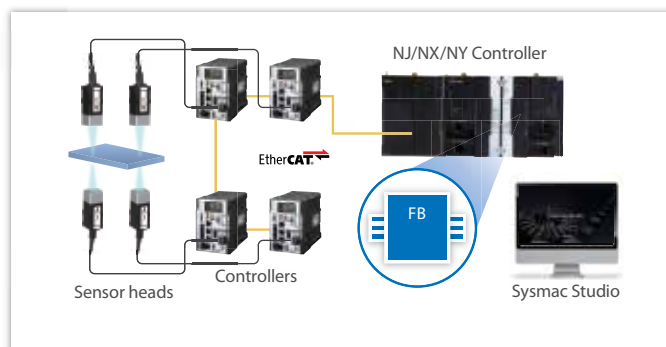 NJ/NX/NY Controller
EtherCAT
FB
Controllers
Sensor heads
Sysmac Studio